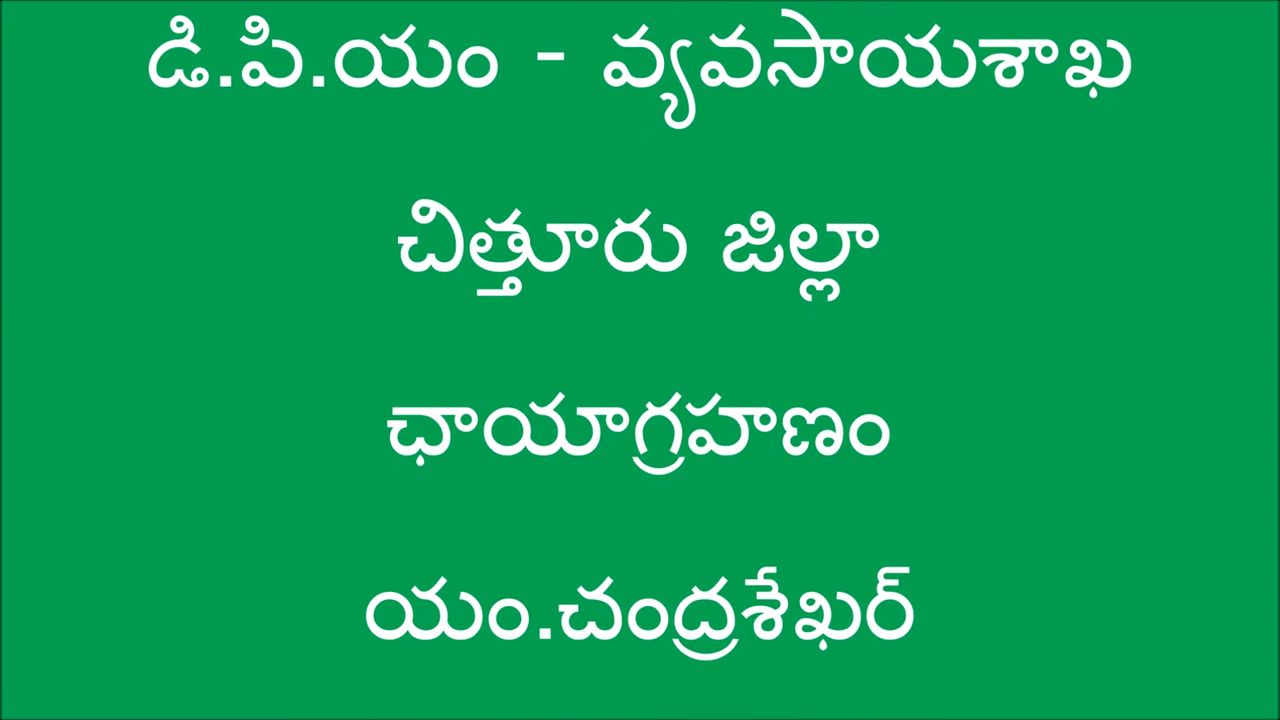 డి.పి.యం - వ్యవసాయశాఖ
చిత్తూరు జిల్లా
ఛాయాగ్రహణం
యం.చంద్రశేఖర్